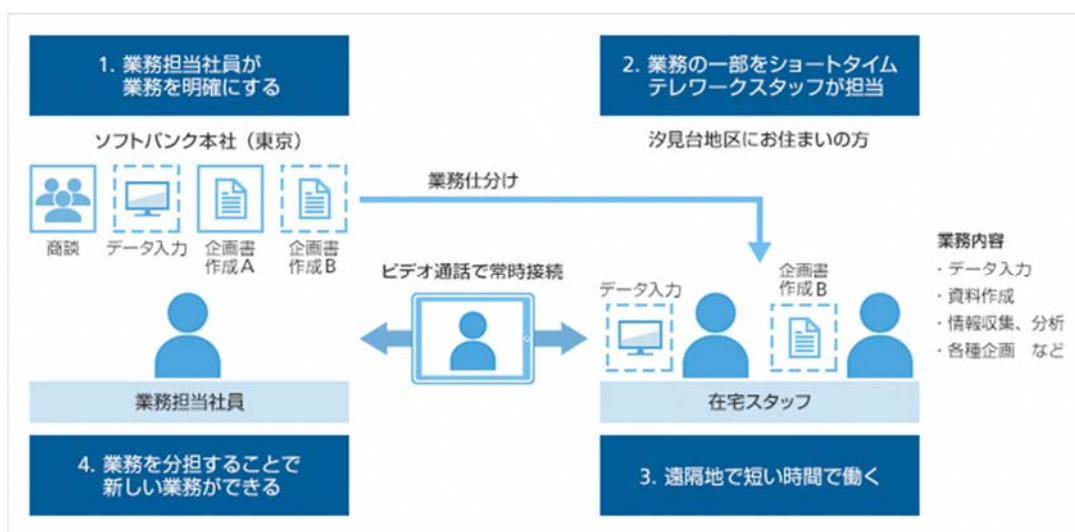 1. 業務担当社員が
業務を明確にする
2. 業務の一部をショートタイム
テレワークスタッフが担当
ソフトバンク本社（東京）
汐見台地区にお住まいの方
業務仕分け
商談
データ入力
企画書
作成A
企画書
作成B
ビデオ通話で常時接続
データ入力
企画書
作成B
業務内容
・データ入力
・資料作成
・情報収集、分析
・各種企画　など
業務担当社員
在宅スタッフ
4. 業務を分担することで
新しい業務ができる
3. 遠隔地で短い時間で働く